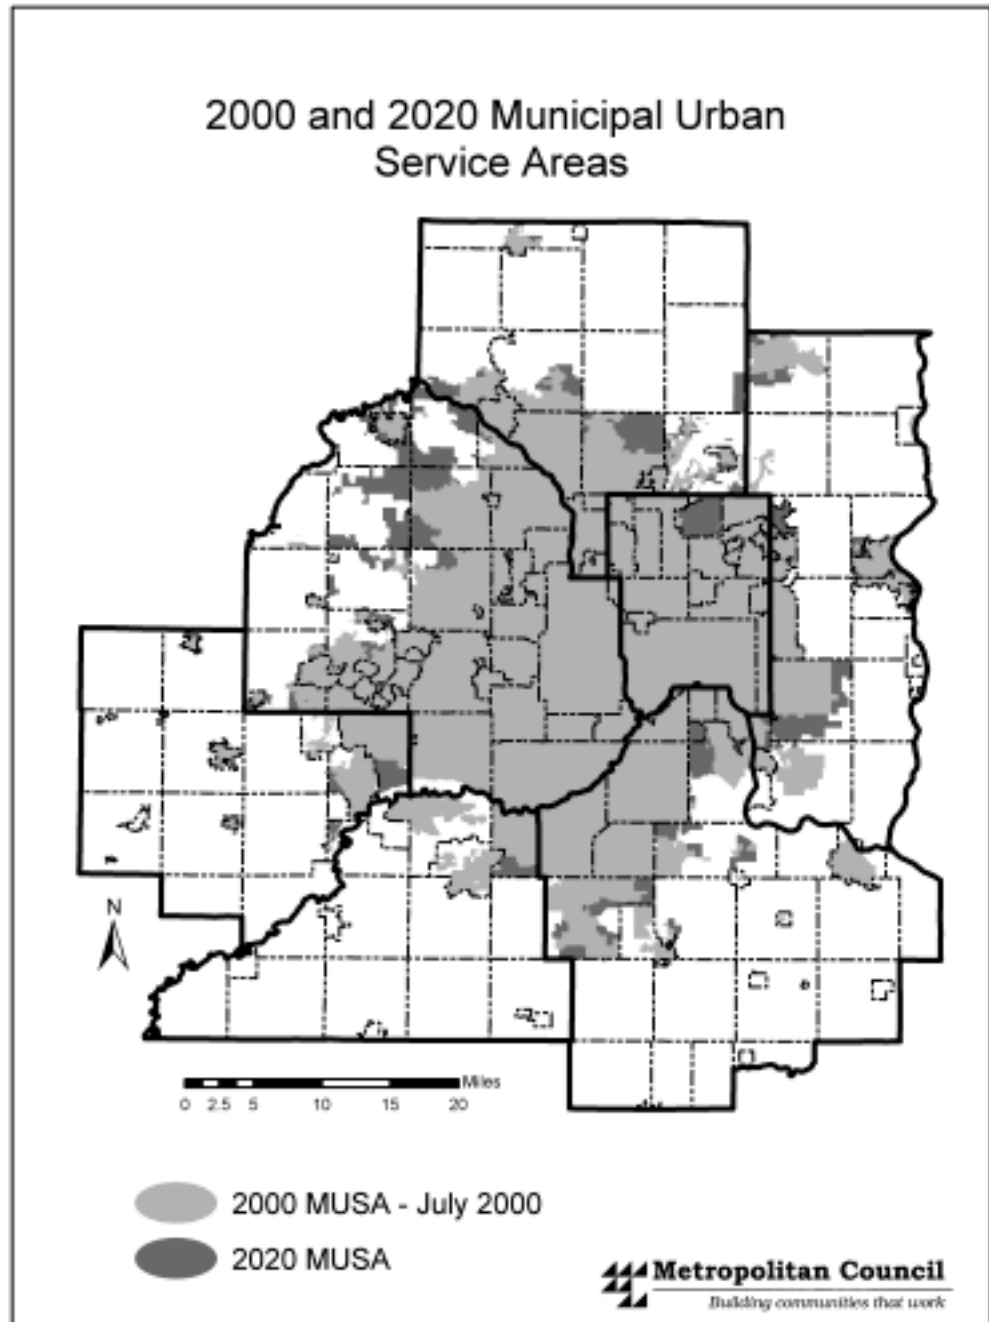 2000 and 2020 Municipal Urban
Service Areas
N
Miles
0 2.5 5 10 15 20
2000 MUSA - July 2000
2020 MUSA
Metropolitan Council
Building communities that work